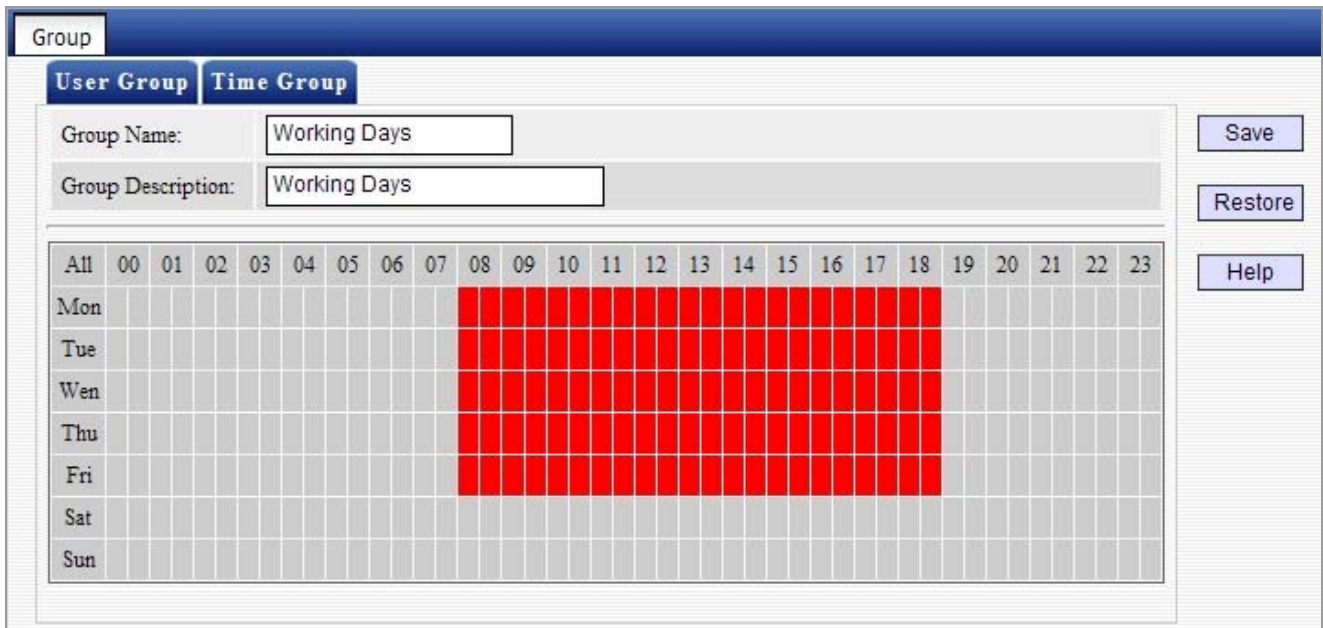 Group
User Group Time Group
Group Name: Working Days
Save
Group Description: Working Days
Restore
All 00 01 02 03 04 05 06 07 08 09 10 11 12 13 14 15 16 17 18 19 20 21 22 23
Help
Mon
Tue
Wen
Thu
Fri
Sat
Sun